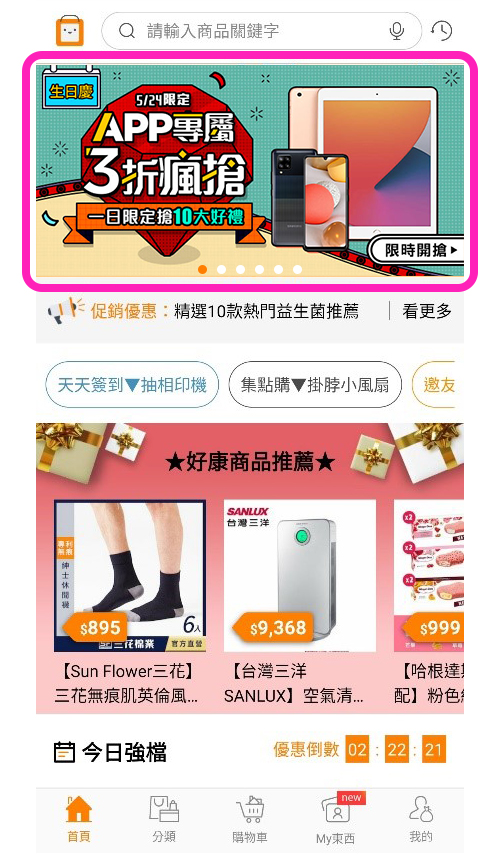 請輸入商品關鍵字
生日慶
5/24限定
APP專屬
3折瘋搶
一日限定搶10大好禮
限時開搶▸
促銷優惠：精選10款熱門益生菌推薦
看更多
天天簽到▼抽相印機
集點購▼掛脖小風扇
邀友
★好康商品推薦★
專利
無痕
紳士休閒襪
6入
$895
三花棉業
官方直營
SANLUX
台灣三洋
$9,368
x2
x2
x2
$999
【Sun Flower三花】
三花無痕肌英倫風...
【台灣三洋
SANLUX】空氣清...
【哈根達
配】粉色
今日強檔
優惠倒數 02 : 22 : 21
首頁
分類
購物車
new
My東西
我的